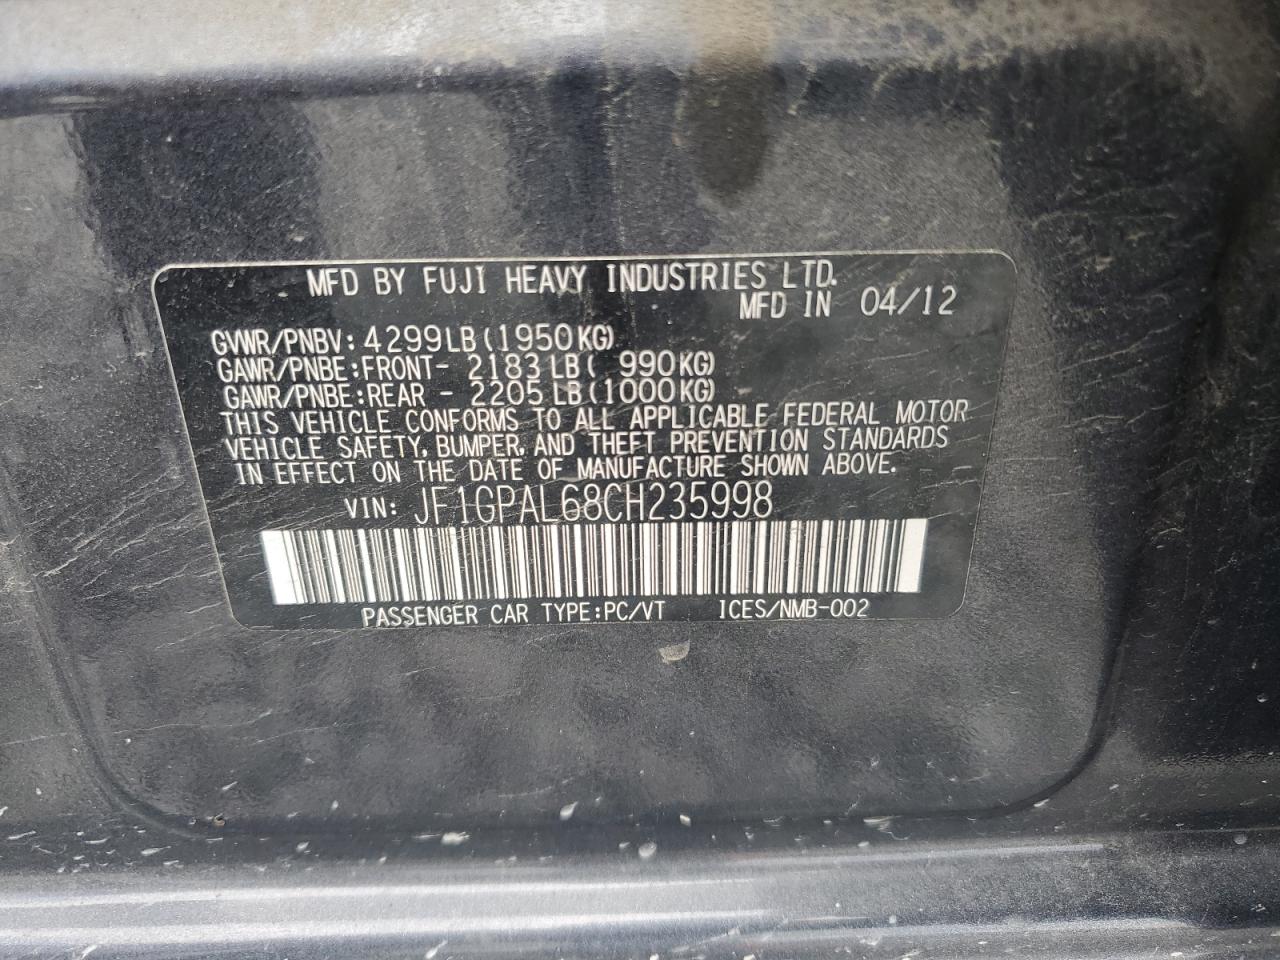 MFD BY FUJI HEAVY INDUSTRIES LTD.
MFD IN 04/12
GVWR/PNBV: 4299LB (1950KG)
GAWR/PNBE:FRONT- 2183LB ( 990KG)
GAWR/PNBE:REAR - 2205LB (1000KG)
THIS VEHICLE CONFORMS TO ALL APPLICABLE FEDERAL MOTOR
VEHICLE SAFETY, BUMPER, AND THEFT PREVENTION STANDARDS
IN EFFECT ON THE DATE OF MANUFACTURE SHOWN ABOVE.
VIN: JF1GPAL68CH235998
PASSENGER CAR TYPE:PC/VT ICES/NMB-002